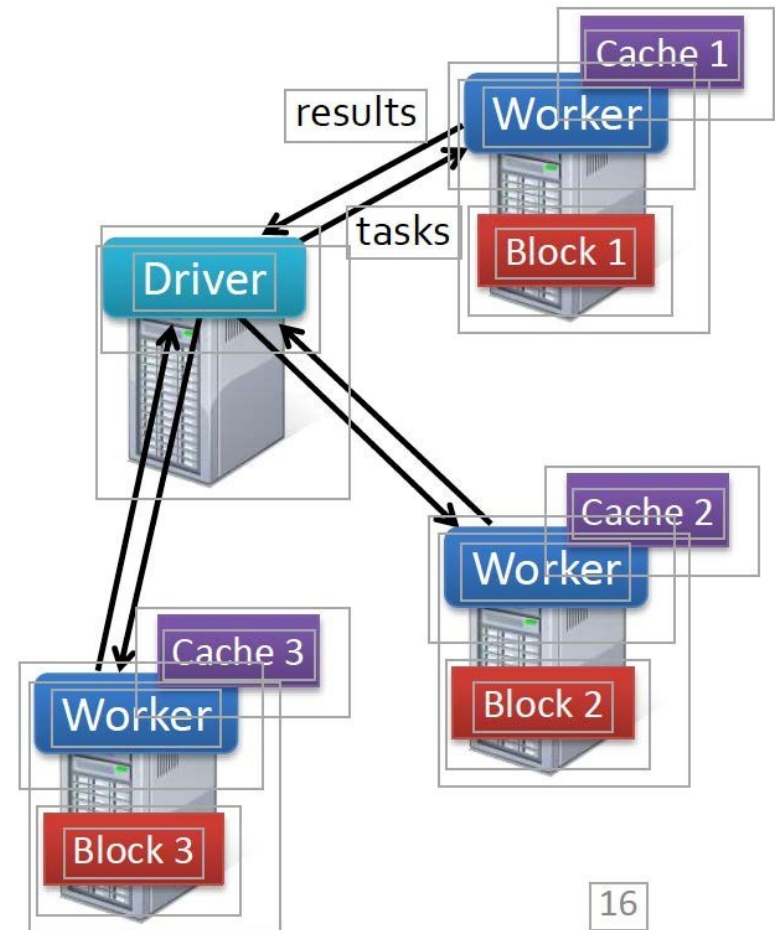 Cache 1
Worker
results
tasks
Block 1
Driver
Cache 2
Worker
Cache 3
Block 2
Worker
Block 3
16